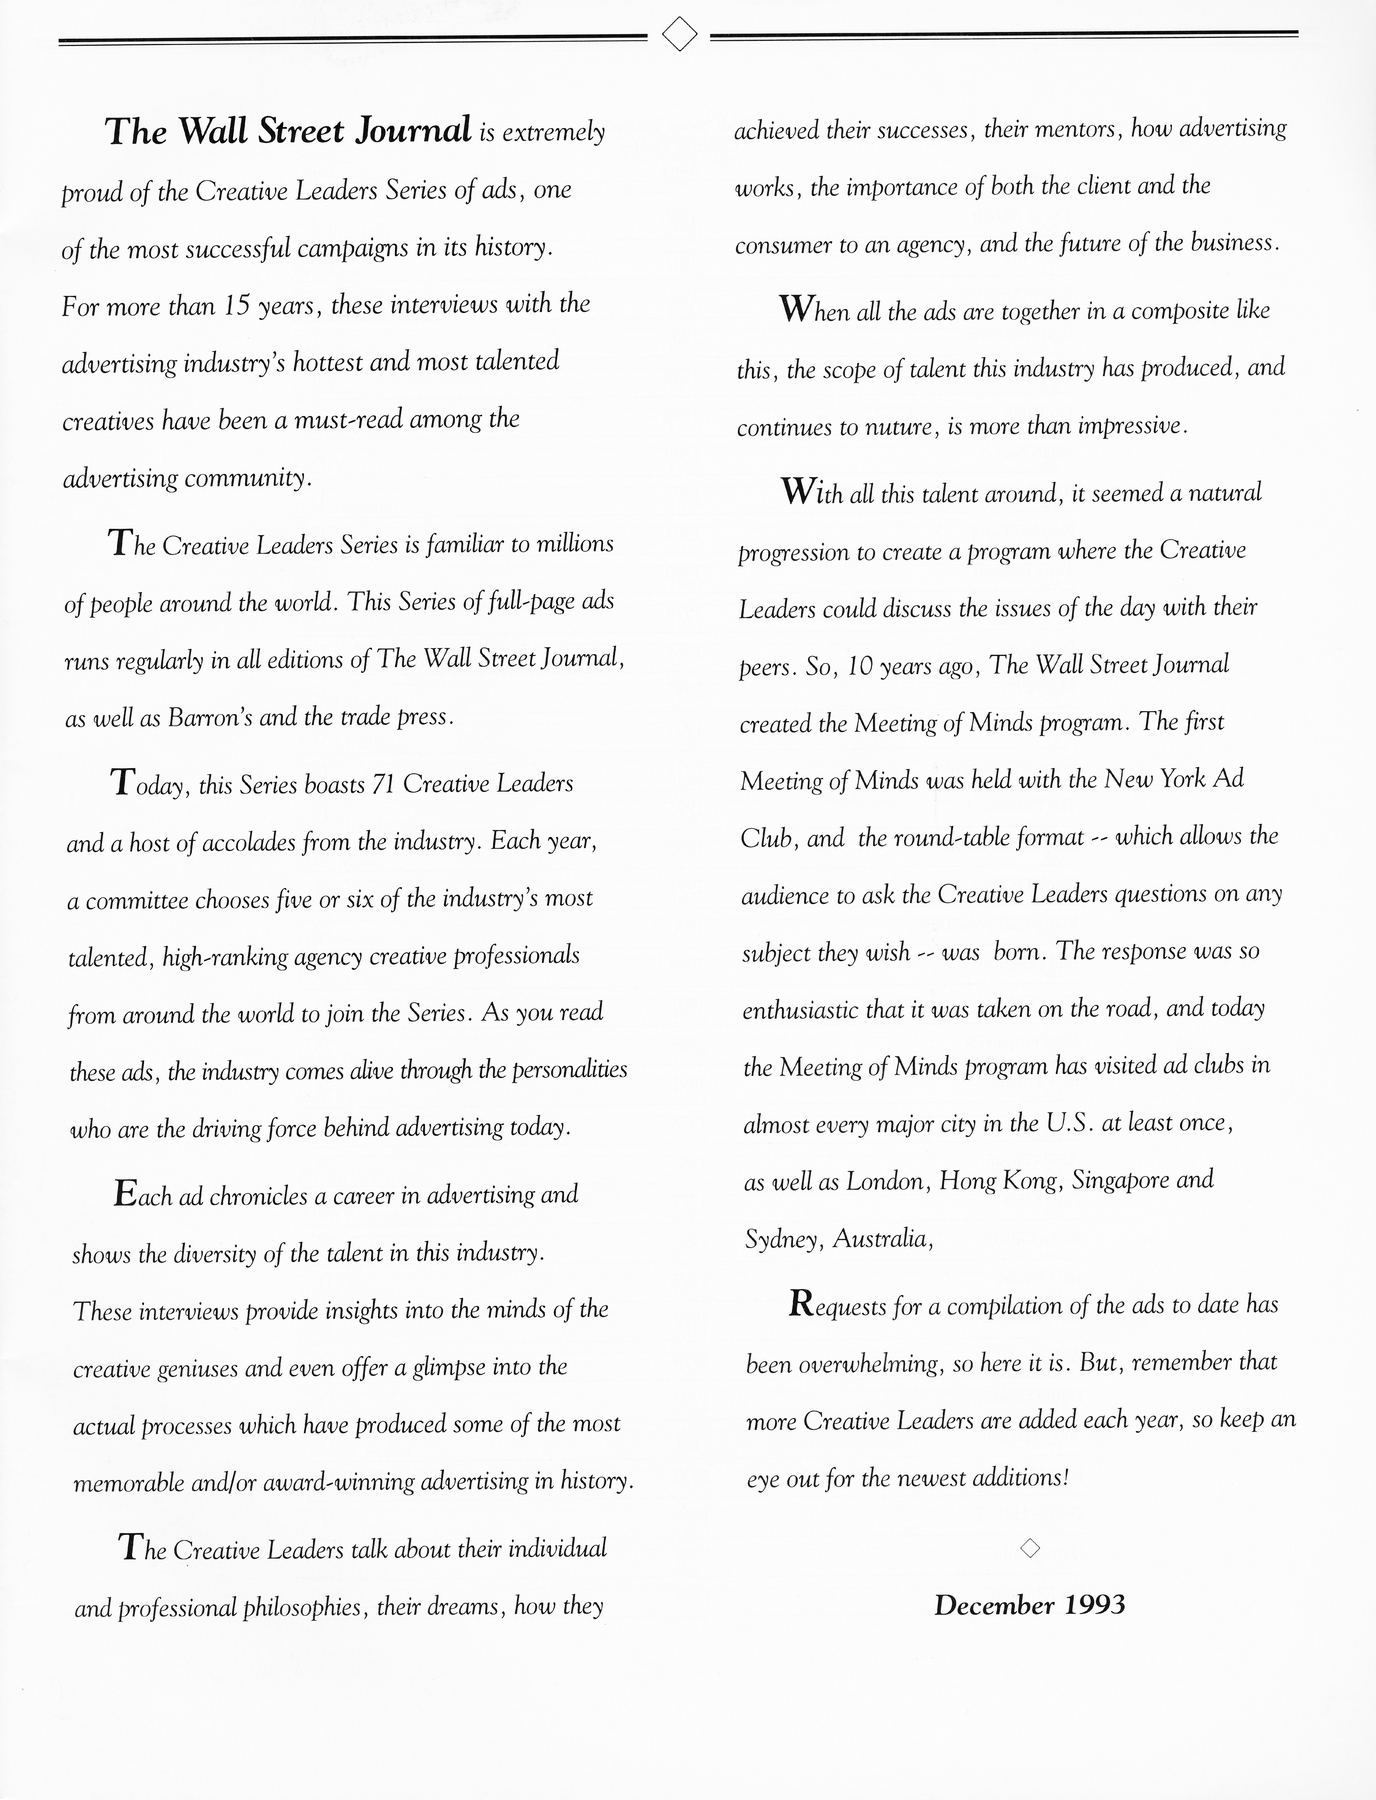 The Wall Street Journal is extremely
proud of the Creative Leaders Series of ads, one
of the most successful campaigns in its history.
For more than 15 years, these interviews with the
advertising industry's hottest and most talented
creatives have been a must-read among the
advertising community.
The Creative Leaders Series is familiar to millions
of people around the world. This Series of full-page ads
runs regularly in all editions of The Wall Street Journal,
as well as Barron's and the trade press.
Today, this Series boasts 71 Creative Leaders
and a host of accolades from the industry. Each year,
a committee chooses five or six of the industry's most
talented, high-ranking agency creative professionals
from around the world to join the Series. As you read
these ads, the industry comes alive through the personalities
who are the driving force behind advertising today.
Each ad chronicles a career in advertising and
shows the diversity of the talent in this industry.
These interviews provide insights into the minds of the
creative geniuses and even offer a glimpse into the
actual processes which have produced some of the most
memorable and/or award-winning advertising in history.
The Creative Leaders talk about their individual
and professional philosophies, their dreams, how they
achieved their successes, their mentors, how advertising
works, the importance of both the client and the
consumer to an agency, and the future of the business.
When all the ads are together in a composite like
this, the scope of talent this industry has produced, and
continues to nuture, is more than impressive.
With all this talent around, it seemed a natural
progression to create a program where the Creative
Leaders could discuss the issues of the day with their
peers. So, 10 years ago, The Wall Street Journal
created the Meeting of Minds program. The first
Meeting of Minds was held with the New York Ad
Club, and the round-table format -- which allows the
audience to ask the Creative Leaders questions on any
subject they wish -- was born. The response was so
enthusiastic that it was taken on the road, and today
the Meeting of Minds program has visited ad clubs in
almost every major city in the U.S. at least once,
as well as London, Hong Kong, Singapore and
Sydney, Australia,
Requests for a compilation of the ads to date has
been overwhelming, so here it is. But, remember that
more Creative Leaders are added each year, so keep an
eye out for the newest additions!
December 1993